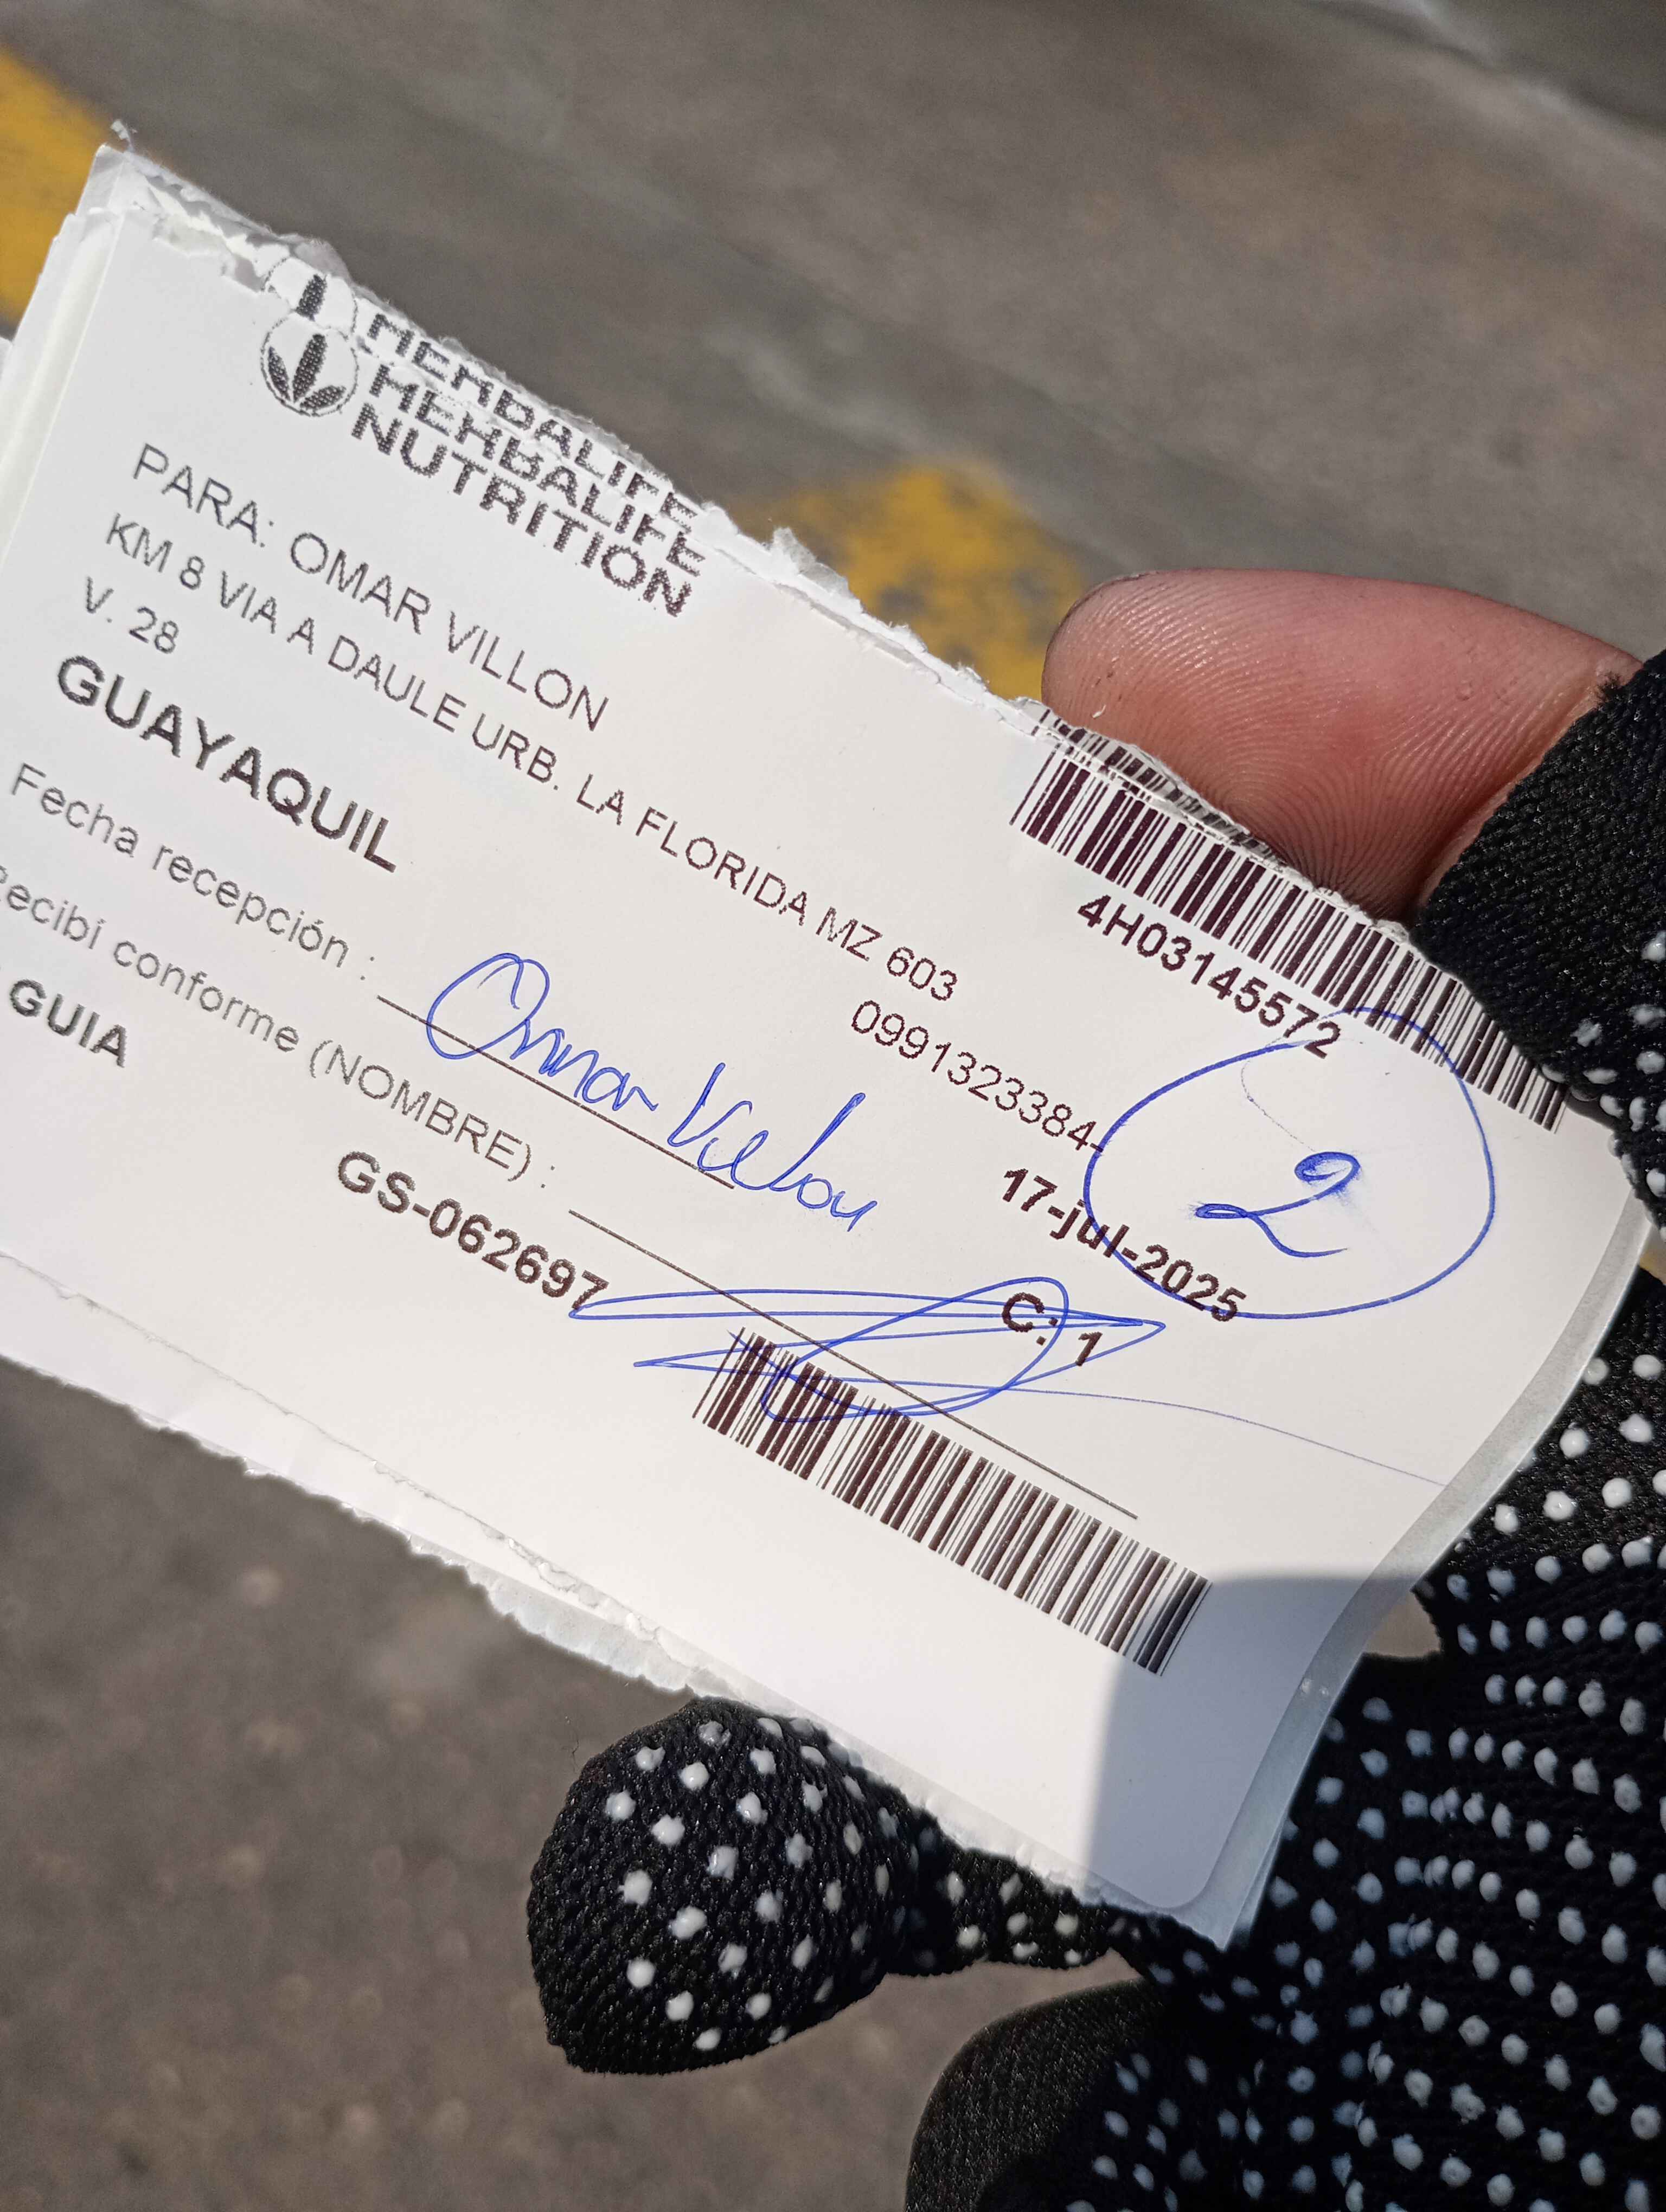 HERBALIFE
HERBALIFE
NUTRITION
PARA: OMAR VILLON
KM 8 VIA A DAULE URB. LA FLORIDA MZ 603
V. 28
GUAYAQUIL
0991323384-
4H03145572
2
Fecha recepción :
Omar Villon
17-jul-2025
Recibí conforme (NOMBRE) :
C: 1
GUIA
GS-062697